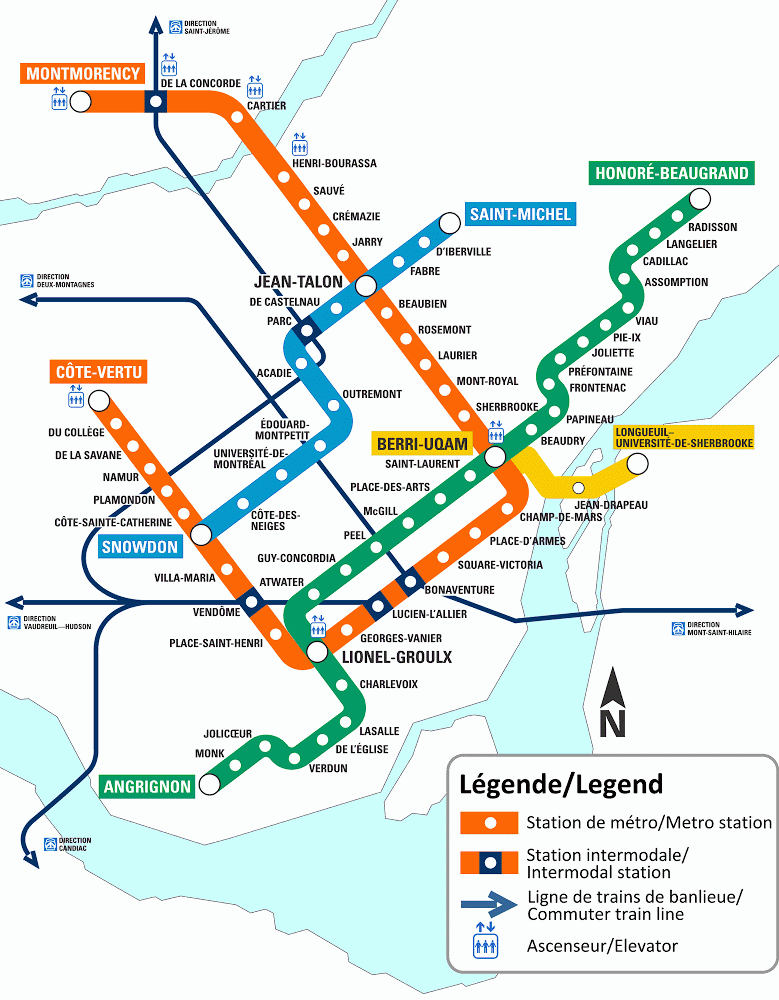 DIRECTION
SAINT-JÉRÔME
MONTMORENCY
DE LA CONCORDE
CARTIER
HENRI-BOURASSA
SAUVÉ
CRÉMAZIE
JARRY
HONORÉ-BEAUGRAND
SAINT-MICHEL
RADISSON
LANGELIER
D'IBERVILLE
CADILLAC
FABRE
JEAN-TALON
DIRECTION
DEUX-MONTAGNES
ASSOMPTION
DE CASTELNAU
BEAUBIEN
PARC
VIAU
ROSEMONT
PIE-IX
JOLIETTE
LAURIER
CÔTE-VERTU
ACADIE
PRÉFONTAINE
MONT-ROYAL
FRONTENAC
OUTREMONT
SHERBROOKE
PAPINEAU
DU COLLÈGE
ÉDOUARD-
MONTPETIT
BERRI-UQAM
BEAUDRY
LONGUEUIL–
UNIVERSITÉ-DE-SHERBROOKE
DE LA SAVANE
UNIVERSITÉ-DE-
MONTRÉAL
SAINT-LAURENT
NAMUR
PLACE-DES-ARTS
PLAMONDON
JEAN-DRAPEAU
CÔTE-SAINTE-CATHERINE
CÔTE-DES-
NEIGES
McGILL
CHAMP-DE-MARS
PEEL
SNOWDON
PLACE-D'ARMES
GUY-CONCORDIA
SQUARE-VICTORIA
VILLA-MARIA
ATWATER
BONAVENTURE
VENDÔME
LUCIEN-L'ALLIER
DIRECTION
VAUDREUIL—HUDSON
DIRECTION
MONT-SAINT-HILAIRE
PLACE-SAINT-HENRI
GEORGES-VANIER
LIONEL-GROULX
CHARLEVOIX
N
JOLICŒUR
LASALLE
MONK
DE L'ÉGLISE
VERDUN
ANGRIGNON
DIRECTION
CANDIAC
Légende/Legend
Station de métro/Metro station
Station intermodale/
Intermodal station
Ligne de trains de banlieue/
Commuter train line
Ascenseur/Elevator